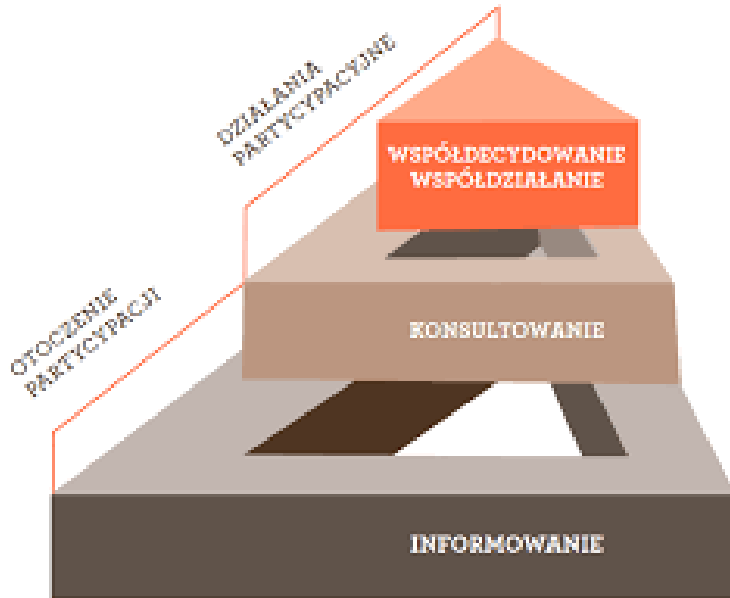 DZIAŁANIA
PARTYCYPACYJNE
WSPÓŁDECYDOWANIE
WSPÓŁDZIAŁANIE
OTOCZENIE
PARTYCYPACJI
KONSULTOWANIE
INFORMOWANIE